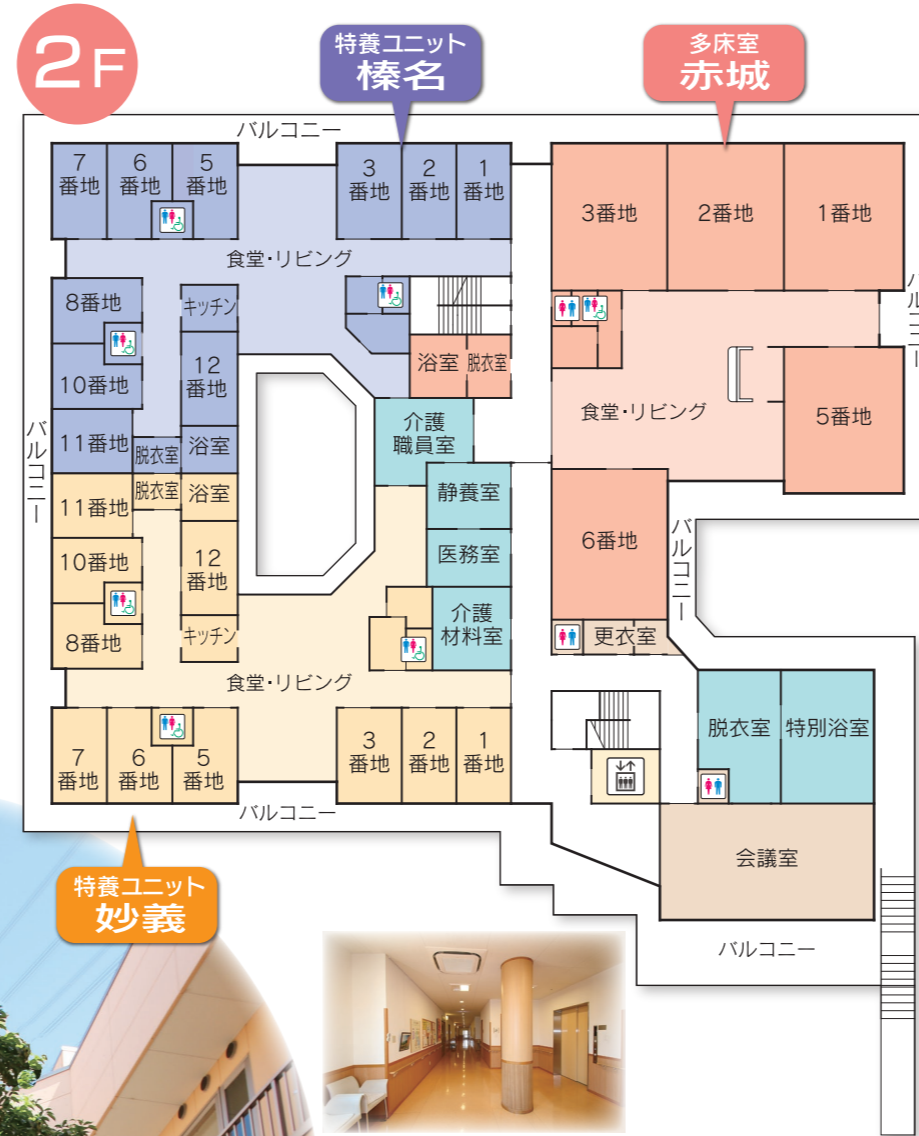 2F
特養ユニット
榛名
多床室
赤城
バルコニー
7
番地
6
番地
5
番地
3
番地
2
番地
1
番地
3番地
2番地
1番地
食堂・リビング
バルコニー
8番地
キッチン
10番地
12
番地
浴室
脱衣室
食堂・リビング
5番地
11番地
脱衣室
浴室
介護
職員室
バルコニー
11番地
脱衣室
浴室
静養室
6番地
バルコニー
10番地
12
番地
医務室
8番地
キッチン
介護
材料室
更衣室
食堂・リビング
7
番地
6
番地
5
番地
3
番地
2
番地
1
番地
脱衣室
特別浴室
バルコニー
会議室
特養ユニット
妙義
バルコニー